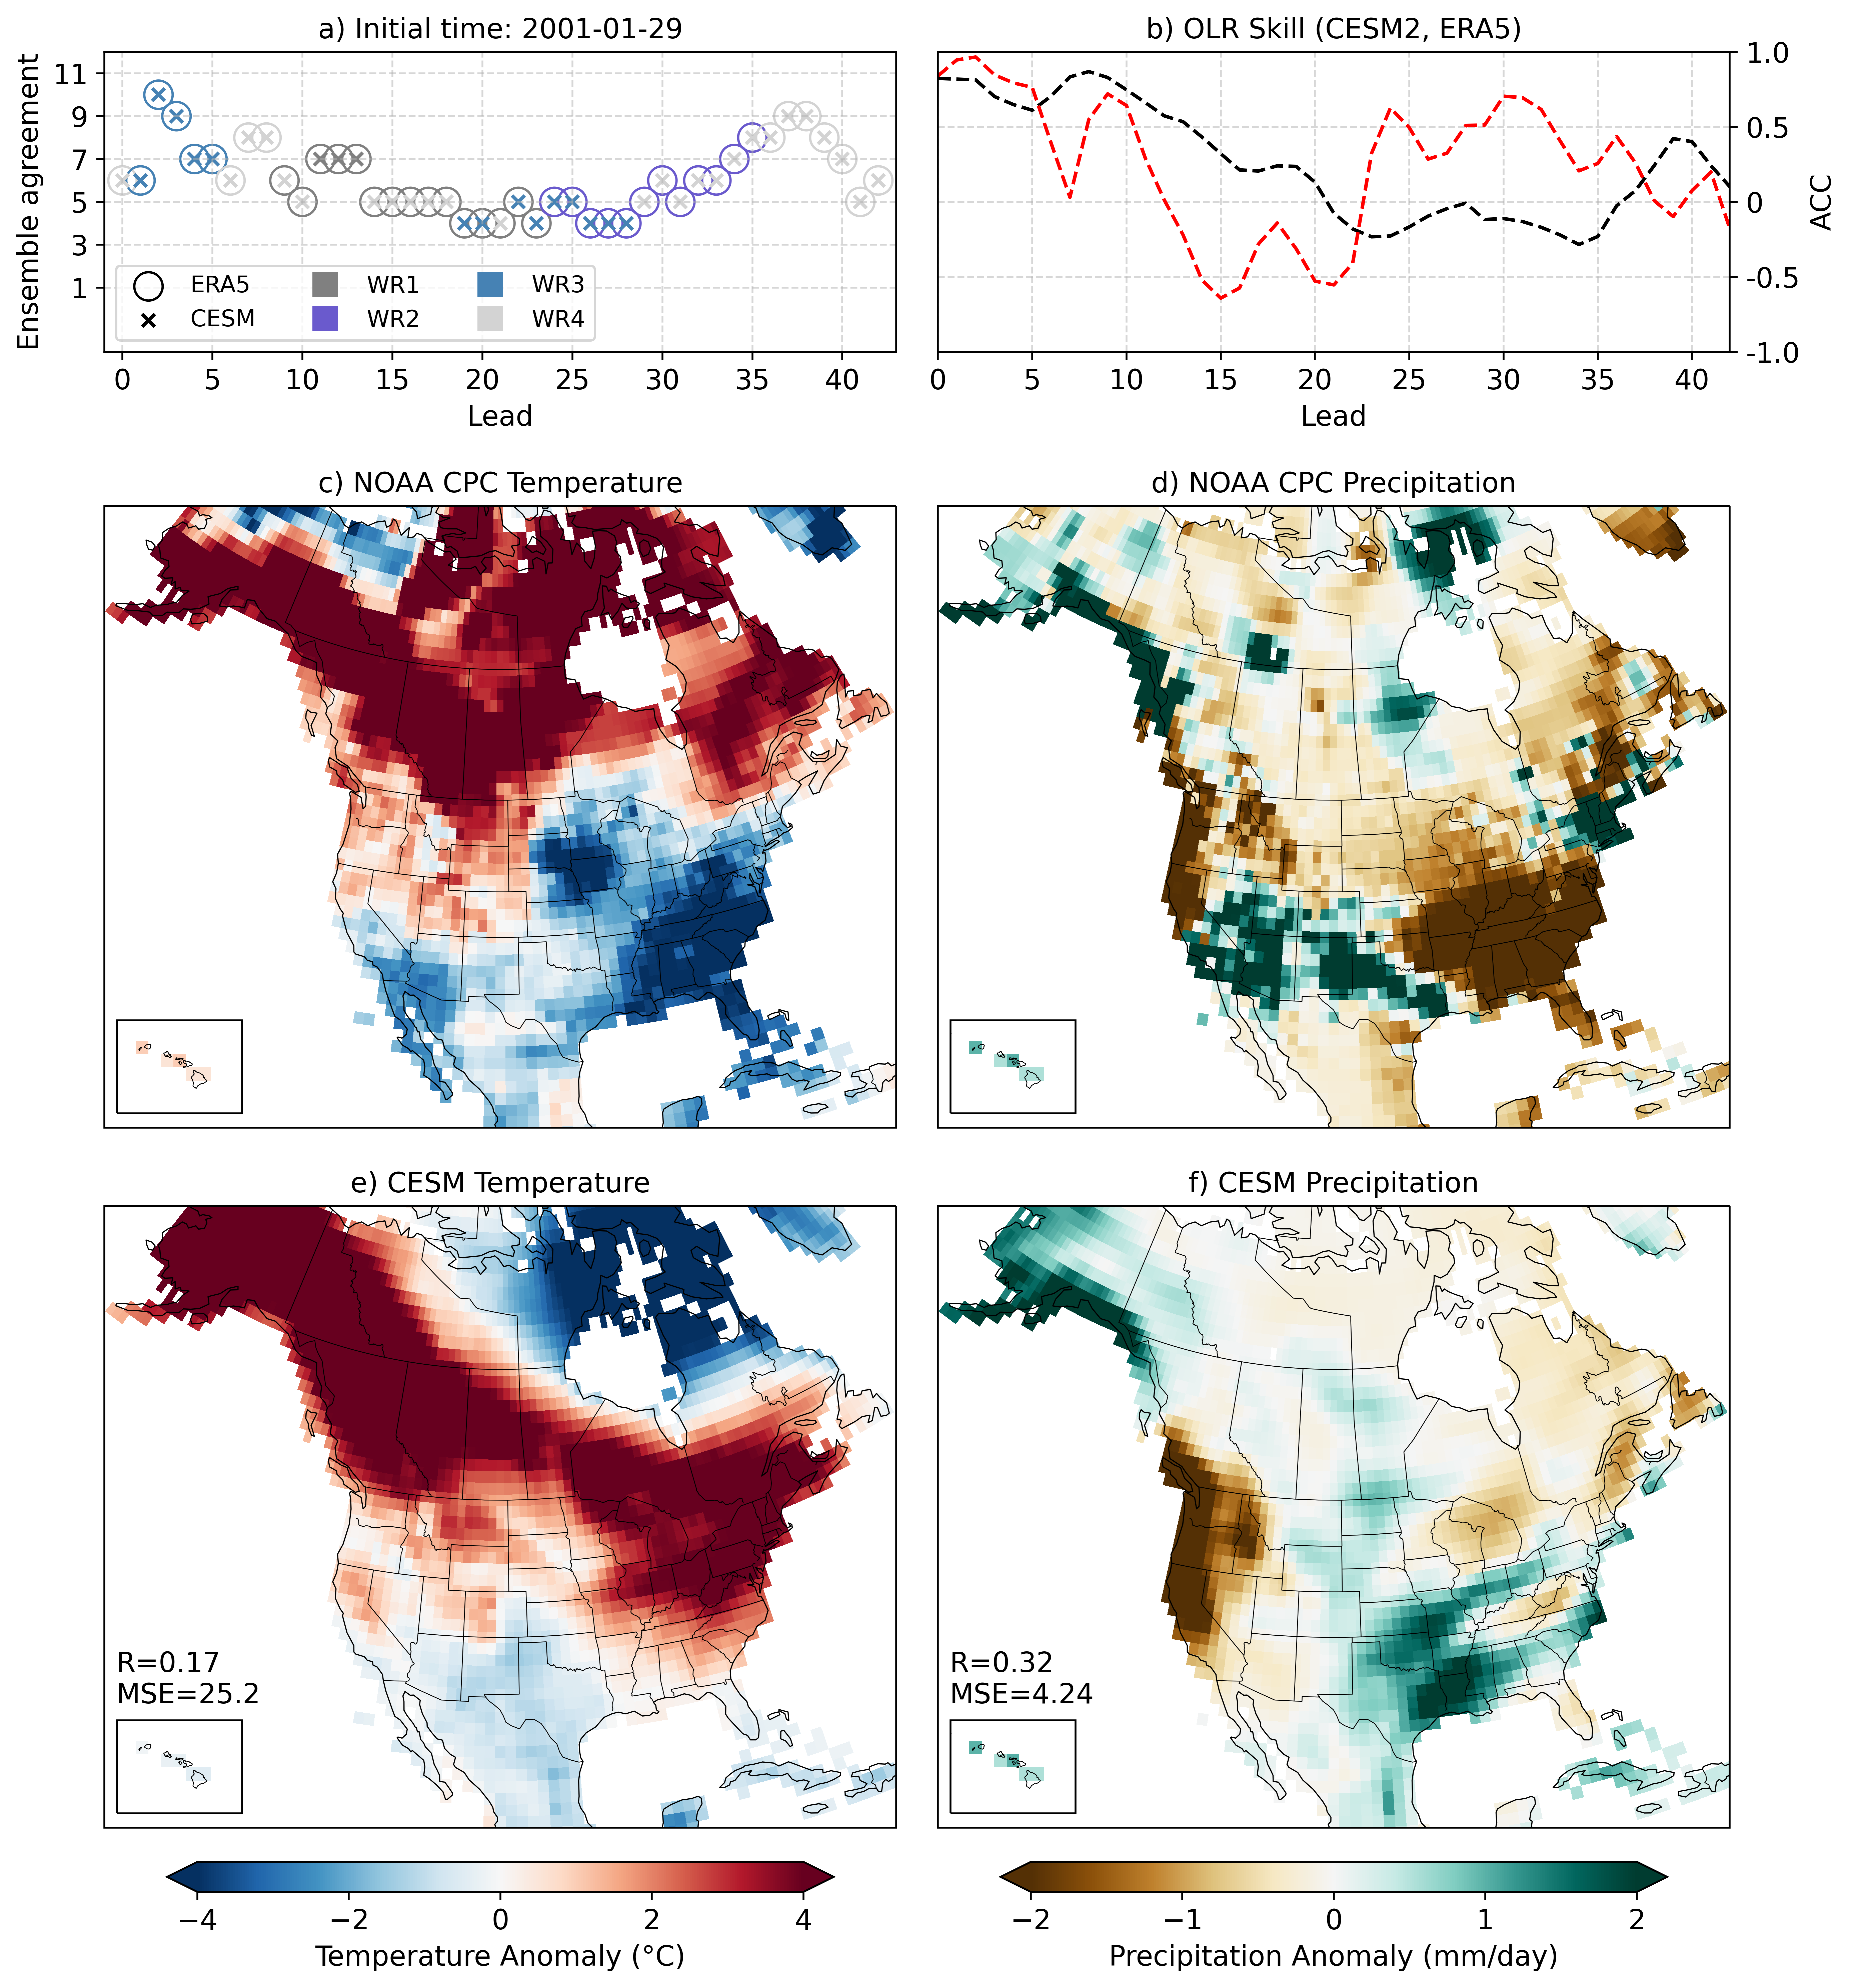 a) Initial time: 2001-01-29
Ensemble agreement
11
9
7
5
3
1
ERA5
CESM
WR1
WR2
WR3
WR4
0 5 10 15 20 25 30 35 40
Lead
b) OLR Skill (CESM2, ERA5)
1.0
0.5
0
-0.5
-1.0
ACC
0 5 10 15 20 25 30 35 40
Lead
c) NOAA CPC Temperature
d) NOAA CPC Precipitation
e) CESM Temperature
R=0.17
MSE=25.2
f) CESM Precipitation
R=0.32
MSE=4.24
−4 −2 0 2 4
Temperature Anomaly (°C)
−2 −1 0 1 2
Precipitation Anomaly (mm/day)